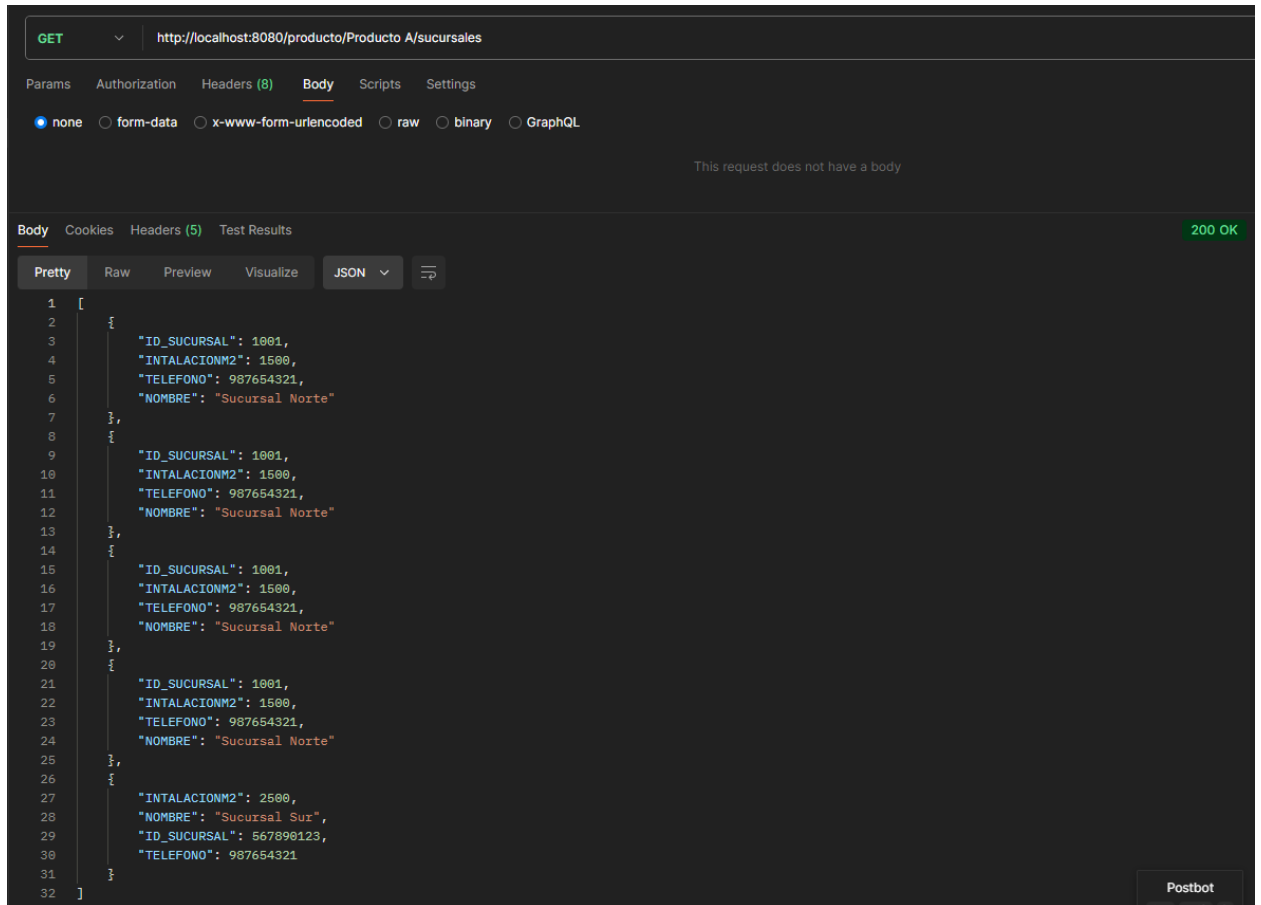 GET http://localhost:8080/producto/Producto A/sucursales
Params Authorization Headers (8) Body Scripts Settings
none form-data x-www-form-urlencoded raw binary GraphQL
This request does not have a body
Body Cookies Headers (5) Test Results 200 OK
Pretty Raw Preview Visualize JSON
1 [
2 {
3 "ID_SUCURSAL": 1001,
4 "INTALACIONM2": 1500,
5 "TELEFONO": 987654321,
6 "NOMBRE": "Sucursal Norte"
7 },
8 {
9 "ID_SUCURSAL": 1001,
10 "INTALACIONM2": 1500,
11 "TELEFONO": 987654321,
12 "NOMBRE": "Sucursal Norte"
13 },
14 {
15 "ID_SUCURSAL": 1001,
16 "INTALACIONM2": 1500,
17 "TELEFONO": 987654321,
18 "NOMBRE": "Sucursal Norte"
19 },
20 {
21 "ID_SUCURSAL": 1001,
22 "INTALACIONM2": 1500,
23 "TELEFONO": 987654321,
24 "NOMBRE": "Sucursal Norte"
25 },
26 {
27 "INTALACIONM2": 2500,
28 "NOMBRE": "Sucursal Sur",
29 "ID_SUCURSAL": 567890123,
30 "TELEFONO": 987654321
31 }
32 ]
Postbot